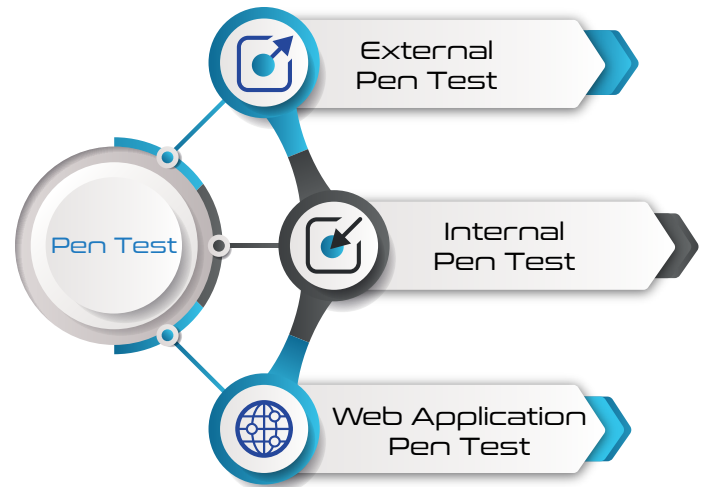 External
Pen Test
Pen Test
Internal
Pen Test
Web Application
Pen Test